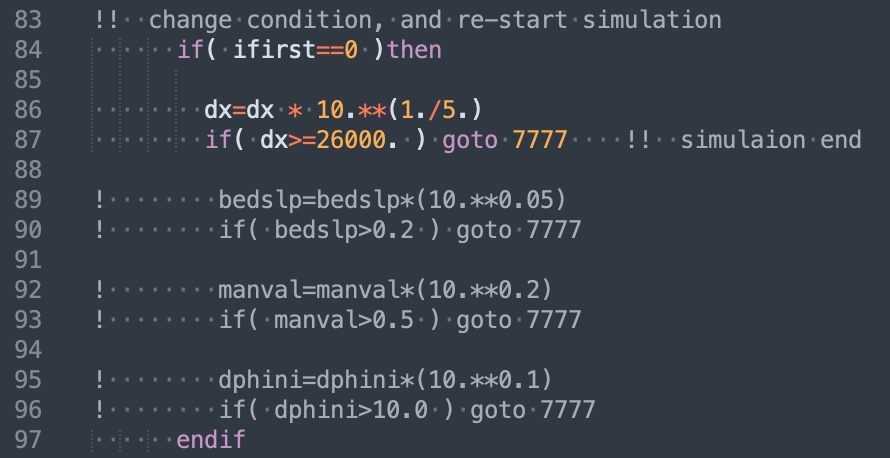 83 !! change condition, and re-start simulation
84 if( ifirst==0 )then
85
86 dx=dx * 10.**(1./5.)
87 if( dx>=26000. ) goto 7777 !! simulaion end
88
89 ! bedslp=bedslp*(10.**0.05)
90 ! if( bedslp>0.2 ) goto 7777
91
92 ! manval=manval*(10.**0.2)
93 ! if( manval>0.5 ) goto 7777
94
95 ! dphini=dphini*(10.**0.1)
96 ! if( dphini>10.0 ) goto 7777
97 endif